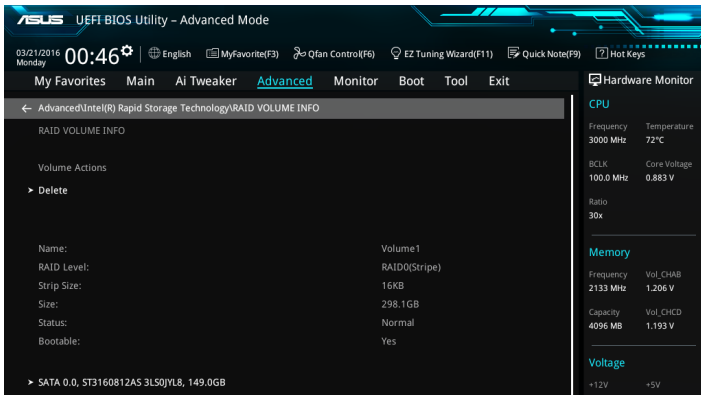 ASUS UEFI BIOS Utility – Advanced Mode
03/21/2016 Monday 00:46 English MyFavorite(F3) Qfan Control(F6) EZ Tuning Wizard(F11) Quick Note(F9) ? Hot Keys
My Favorites Main Ai Tweaker Advanced Monitor Boot Tool Exit
← Advanced\Intel(R) Rapid Storage Technology\RAID VOLUME INFO
RAID VOLUME INFO
Volume Actions
> Delete
Name: Volume1
RAID Level: RAID0(Stripe)
Strip Size: 16KB
Size: 298.1GB
Status: Normal
Bootable: Yes
> SATA 0.0, ST3160812AS 3LS0JYL8, 149.0GB
Hardware Monitor
CPU
Frequency Temperature
3000 MHz 72°C
BCLK Core Voltage
100.0 MHz 0.883 V
Ratio
30x
Memory
Frequency Vol_CHAB
2133 MHz 1.206 V
Capacity Vol_CHCD
4096 MB 1.193 V
Voltage
+12V +5V